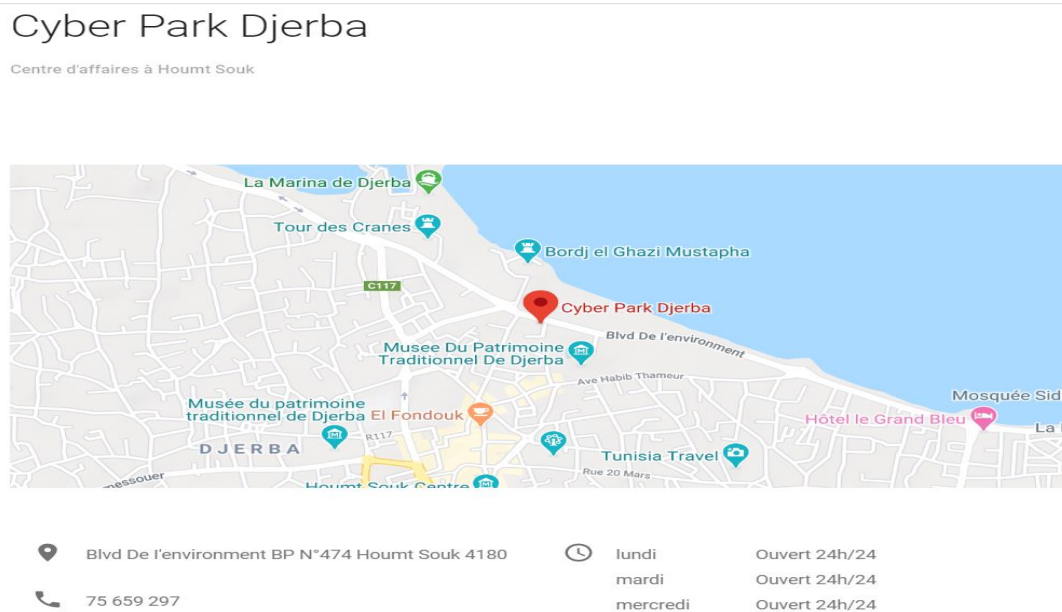 Cyber Park Djerba
Centre d'affaires à Houmt Souk
La Marina de Djerba
Tour des Cranes
Bordj el Ghazi Mustapha
C117
Cyber Park Djerba
Blvd De l'environment
Musee Du Patrimoine
Traditionnel De Djerba
Ave Habib Thameur
Mosquée Sid
Musée du patrimoine
traditionnel de Djerba
El Fondouk
Hôtel le Grand Bleu
La
R117
DJERBA
Tunisia Travel
Rue 20 Mars
messouer
Houmt Souk Centre
Blvd De l'environment BP N°474 Houmt Souk 4180
75 659 297
lundi Ouvert 24h/24
mardi Ouvert 24h/24
mercredi Ouvert 24h/24